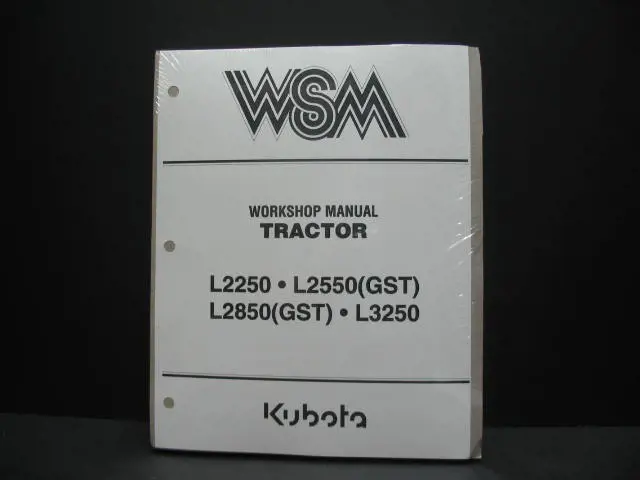 WSM
WORKSHOP MANUAL
TRACTOR
L2250 • L2550(GST)
L2850(GST) • L3250
Kubota